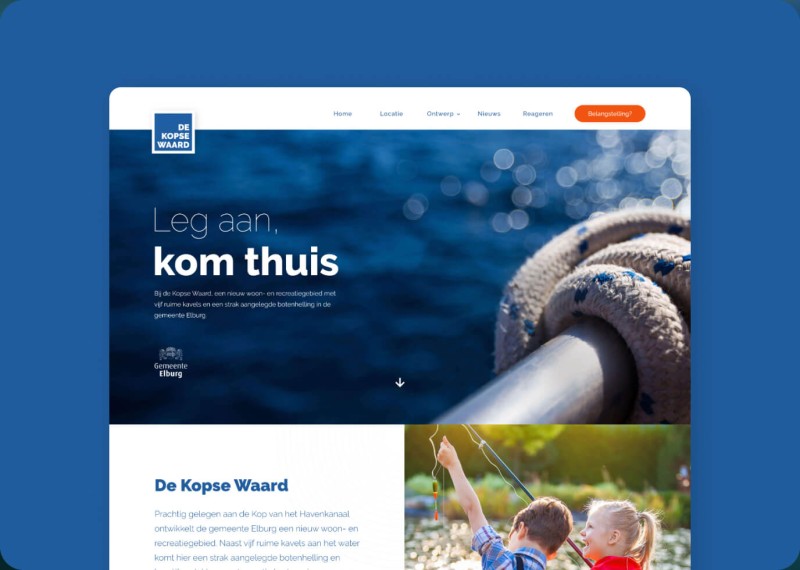 DE
KOPSE
WAARD
Home Locatie Ontwerp Nieuws Reageren Belangstelling?
Leg aan,
kom thuis
Bij de Kopse Waard, een nieuw woon- en recreatiegebied met
vijf ruime kavels en een strak aangelegde botenhelling in de
gemeente Elburg
Gemeente
Elburg
De Kopse Waard
Prachtig gelegen aan de Kop van het Havenkanaal
ontwikkelt de gemeente Elburg een nieuw woon- en
recreatiegebied. Naast vijf ruime kavels aan het water
komt hier een strak aangelegde botenhelling en